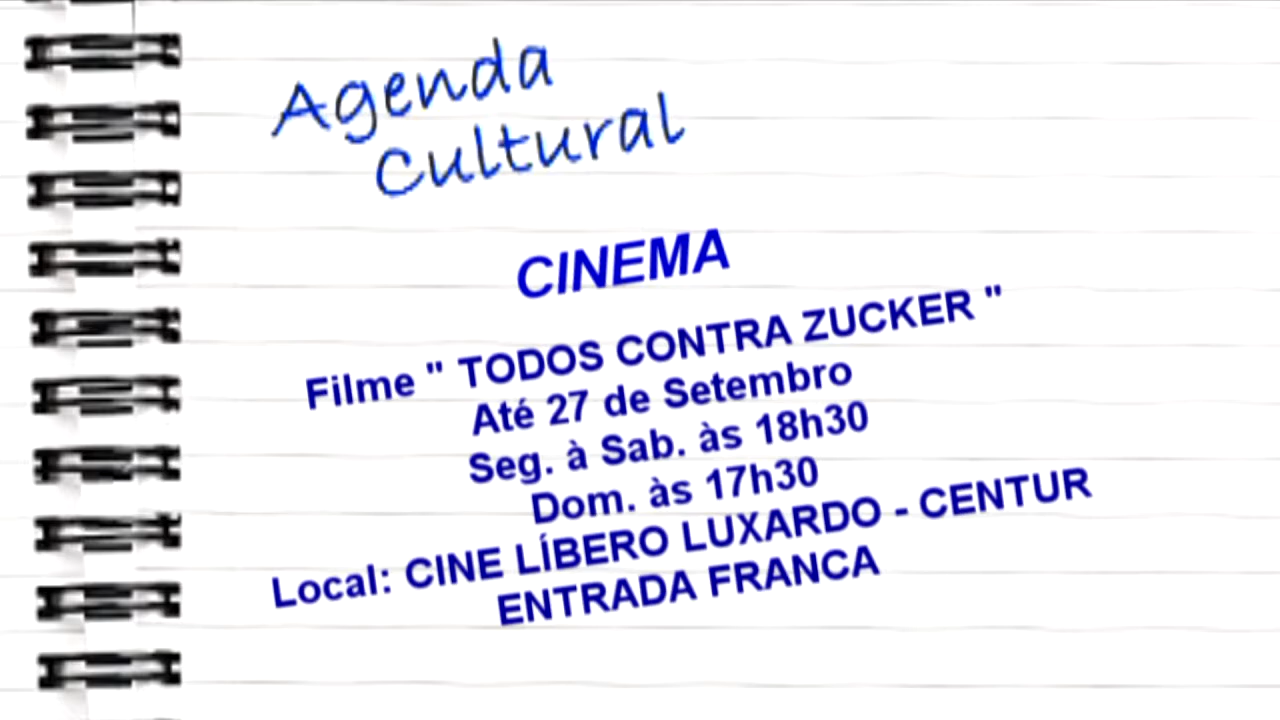 Agenda
Cultural
CINEMA
Filme " TODOS CONTRA ZUCKER "
Até 27 de Setembro
Seg. à Sab. às 18h30
Dom. às 17h30
Local: CINE LÍBERO LUXARDO - CENTUR
ENTRADA FRANCA